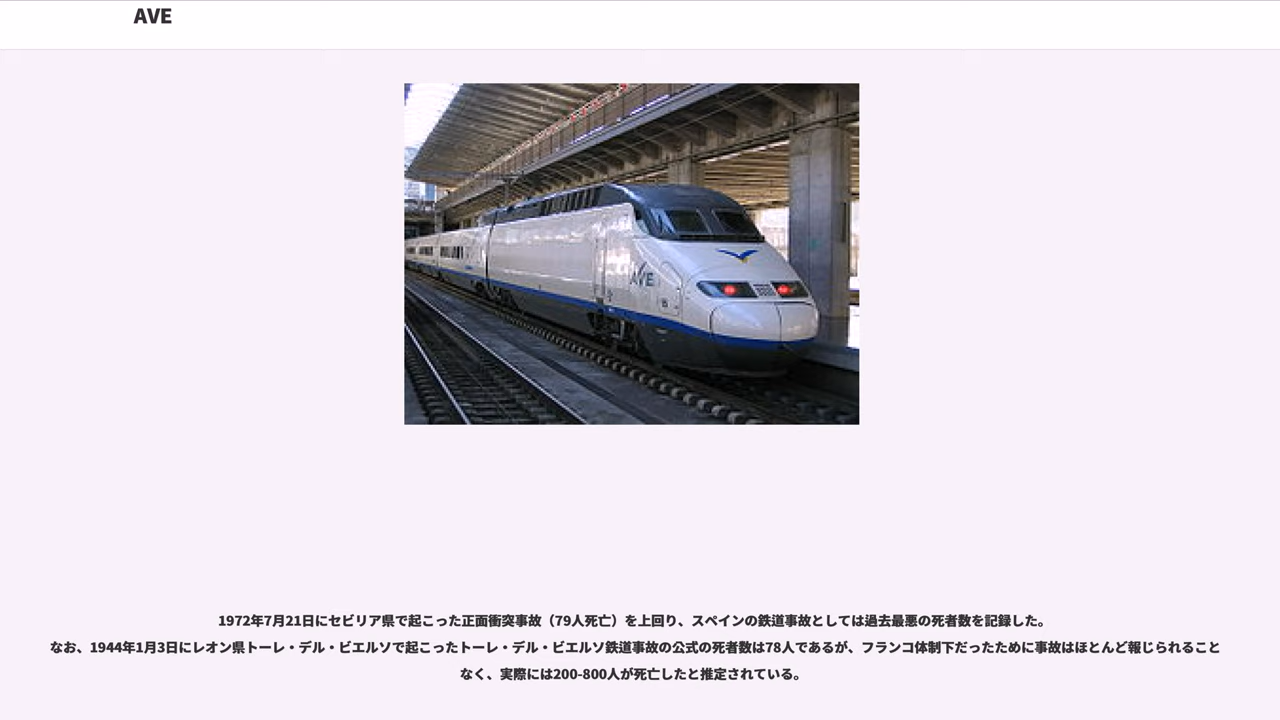 AVE
AVE
1972年7月21日にセビリア県で起こった正面衝突事故（79人死亡）を上回り、スペインの鉄道事故としては過去最悪の死者数を記録した。
なお、1944年1月3日にレオン県トーレ・デル・ビエルソで起こったトーレ・デル・ビエルソ鉄道事故の公式の死者数は78人であるが、フランコ体制下だったために事故はほとんど報じられること
なく、実際には200-800人が死亡したと推定されている。